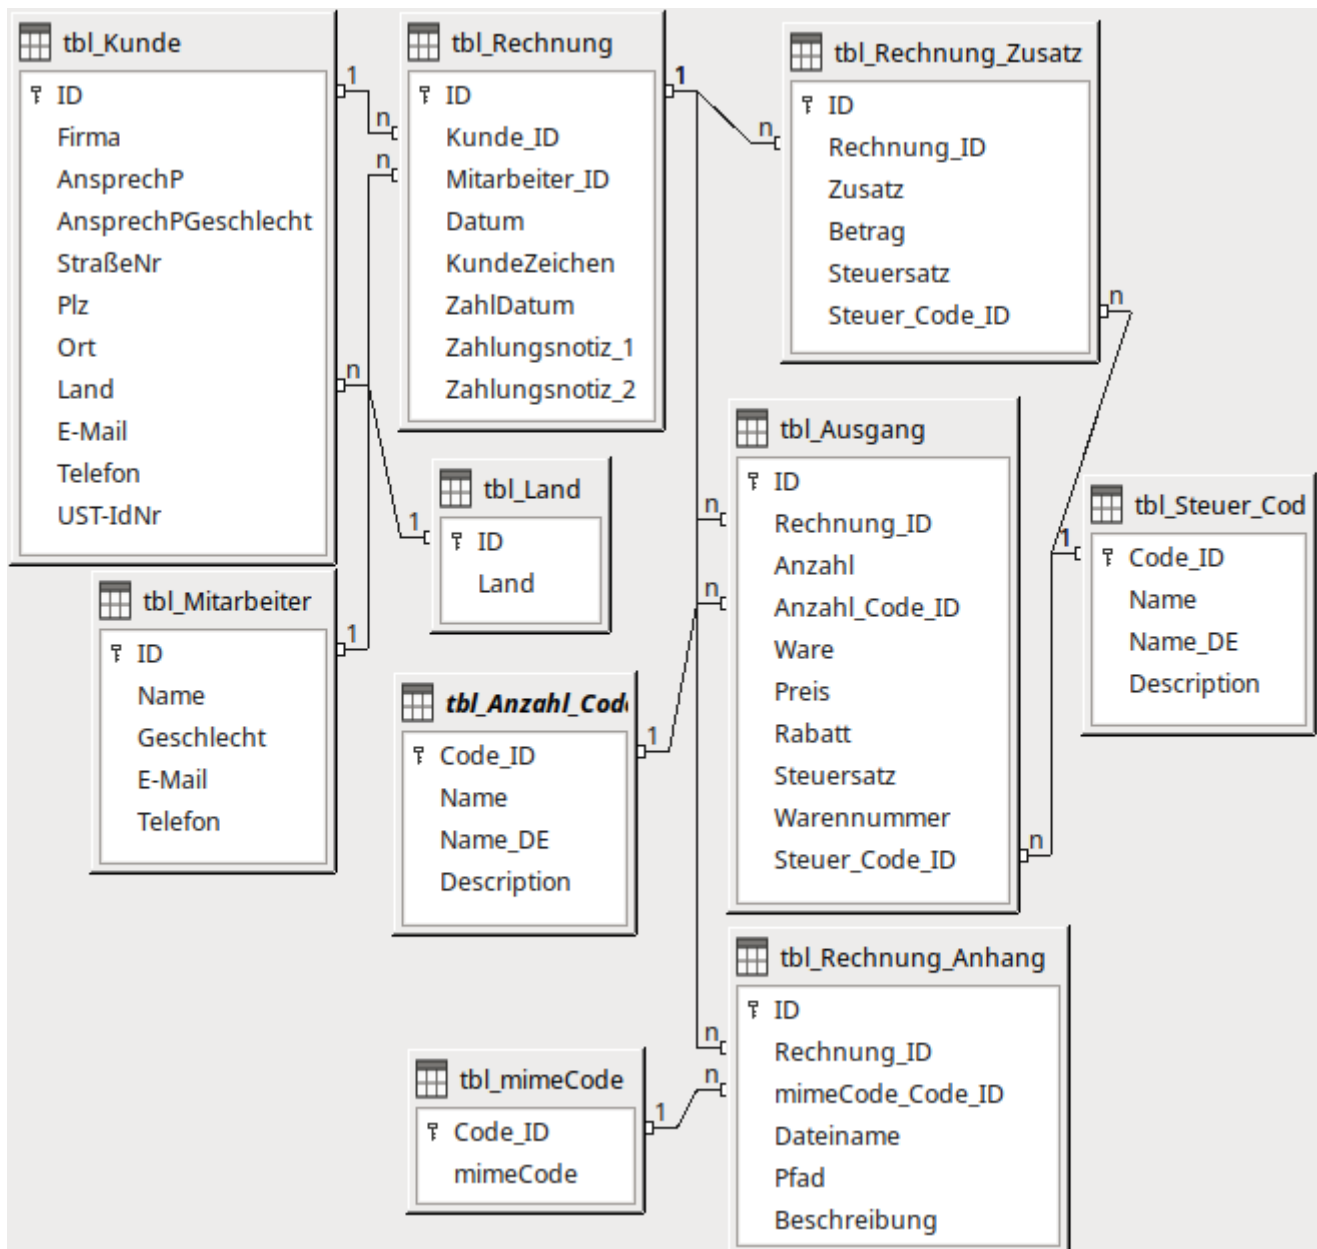 tbl_Kunde
ID
Firma
AnsprechP
AnsprechPGeschlecht
StraßeNr
Plz
Ort
Land
E-Mail
Telefon
UST-IdNr
1
n
tbl_Rechnung
ID
Kunde_ID
Mitarbeiter_ID
Datum
KundeZeichen
ZahlDatum
Zahlungsnotiz_1
Zahlungsnotiz_2
n
n
1
tbl_Rechnung_Zusatz
ID
Rechnung_ID
Zusatz
Betrag
Steuersatz
Steuer_Code_ID
n
n
tbl_Land
ID
Land
1
tbl_Mitarbeiter
ID
Name
Geschlecht
E-Mail
Telefon
1
tbl_Ausgang
ID
Rechnung_ID
Anzahl
Anzahl_Code_ID
Ware
Preis
Rabatt
Steuersatz
Warennummer
Steuer_Code_ID
n
n
n
tbl_Steuer_Cod
Code_ID
Name
Name_DE
Description
1
tbl_Anzahl_Code
Code_ID
Name
Name_DE
Description
1
tbl_Rechnung_Anhang
ID
Rechnung_ID
mimeCode_Code_ID
Dateiname
Pfad
Beschreibung
n
n
tbl_mimeCode
Code_ID
mimeCode
1